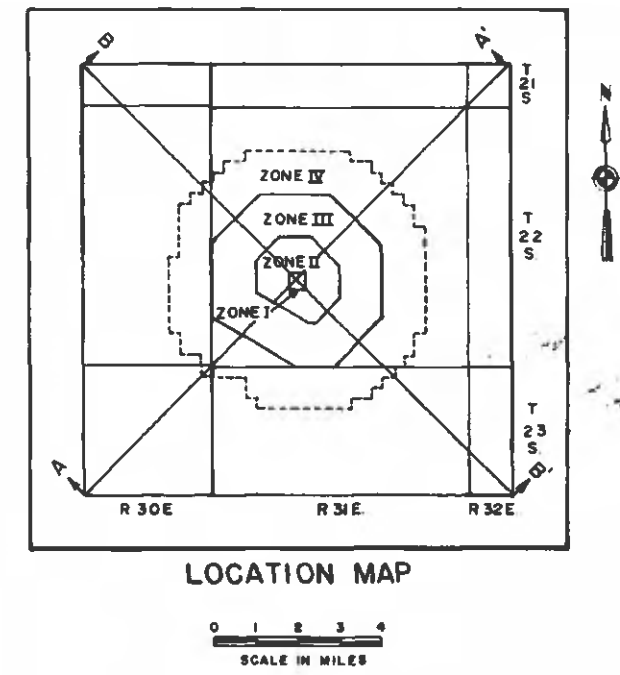 B
A'
T
21
S
N
ZONE IV
ZONE III
T
22
S
ZONE II
ZONE I
T
23
S
A
B'
R 30E
R 31E
R 32E
LOCATION MAP
0 1 2 3 4
SCALE IN MILES